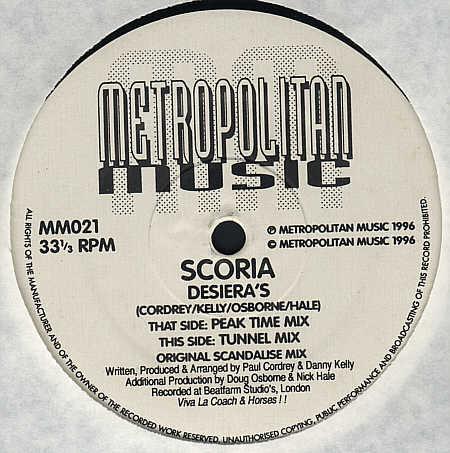 METROPOLITAN
MUSIC
MM021
33 1/3 RPM
℗ METROPOLITAN MUSIC 1996
© METROPOLITAN MUSIC 1996
SCORIA
DESIERA'S
(CORDREY/KELLY/OSBORNE/HALE)
THAT SIDE: PEAK TIME MIX
THIS SIDE: TUNNEL MIX
ORIGINAL SCANDALISE MIX
Written, Produced & Arranged by Paul Cordrey & Danny Kelly
Additional Production by Doug Osborne & Nick Hale
Recorded at Beatfarm Studio's, London
Viva La Coach & Horses ! !
ALL RIGHTS OF THE MANUFACTURER AND OF THE OWNER OF THE RECORDED WORK RESERVED. UNAUTHORISED COPYING, PUBLIC PERFORMANCE AND BROADCASTING OF THIS RECORD PROHIBITED.